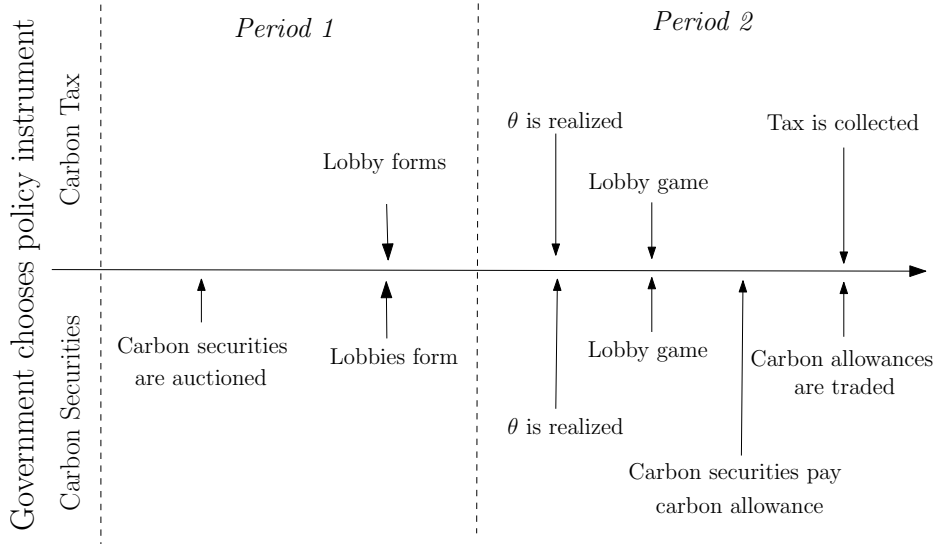 Government chooses policy instrument
Carbon Tax
Carbon Securities
Period 1
Period 2
θ is realized
Tax is collected
Lobby forms
Lobby game
Carbon securities
are auctioned
Lobbies form
Lobby game
Carbon allowances
are traded
θ is realized
Carbon securities pay
carbon allowance